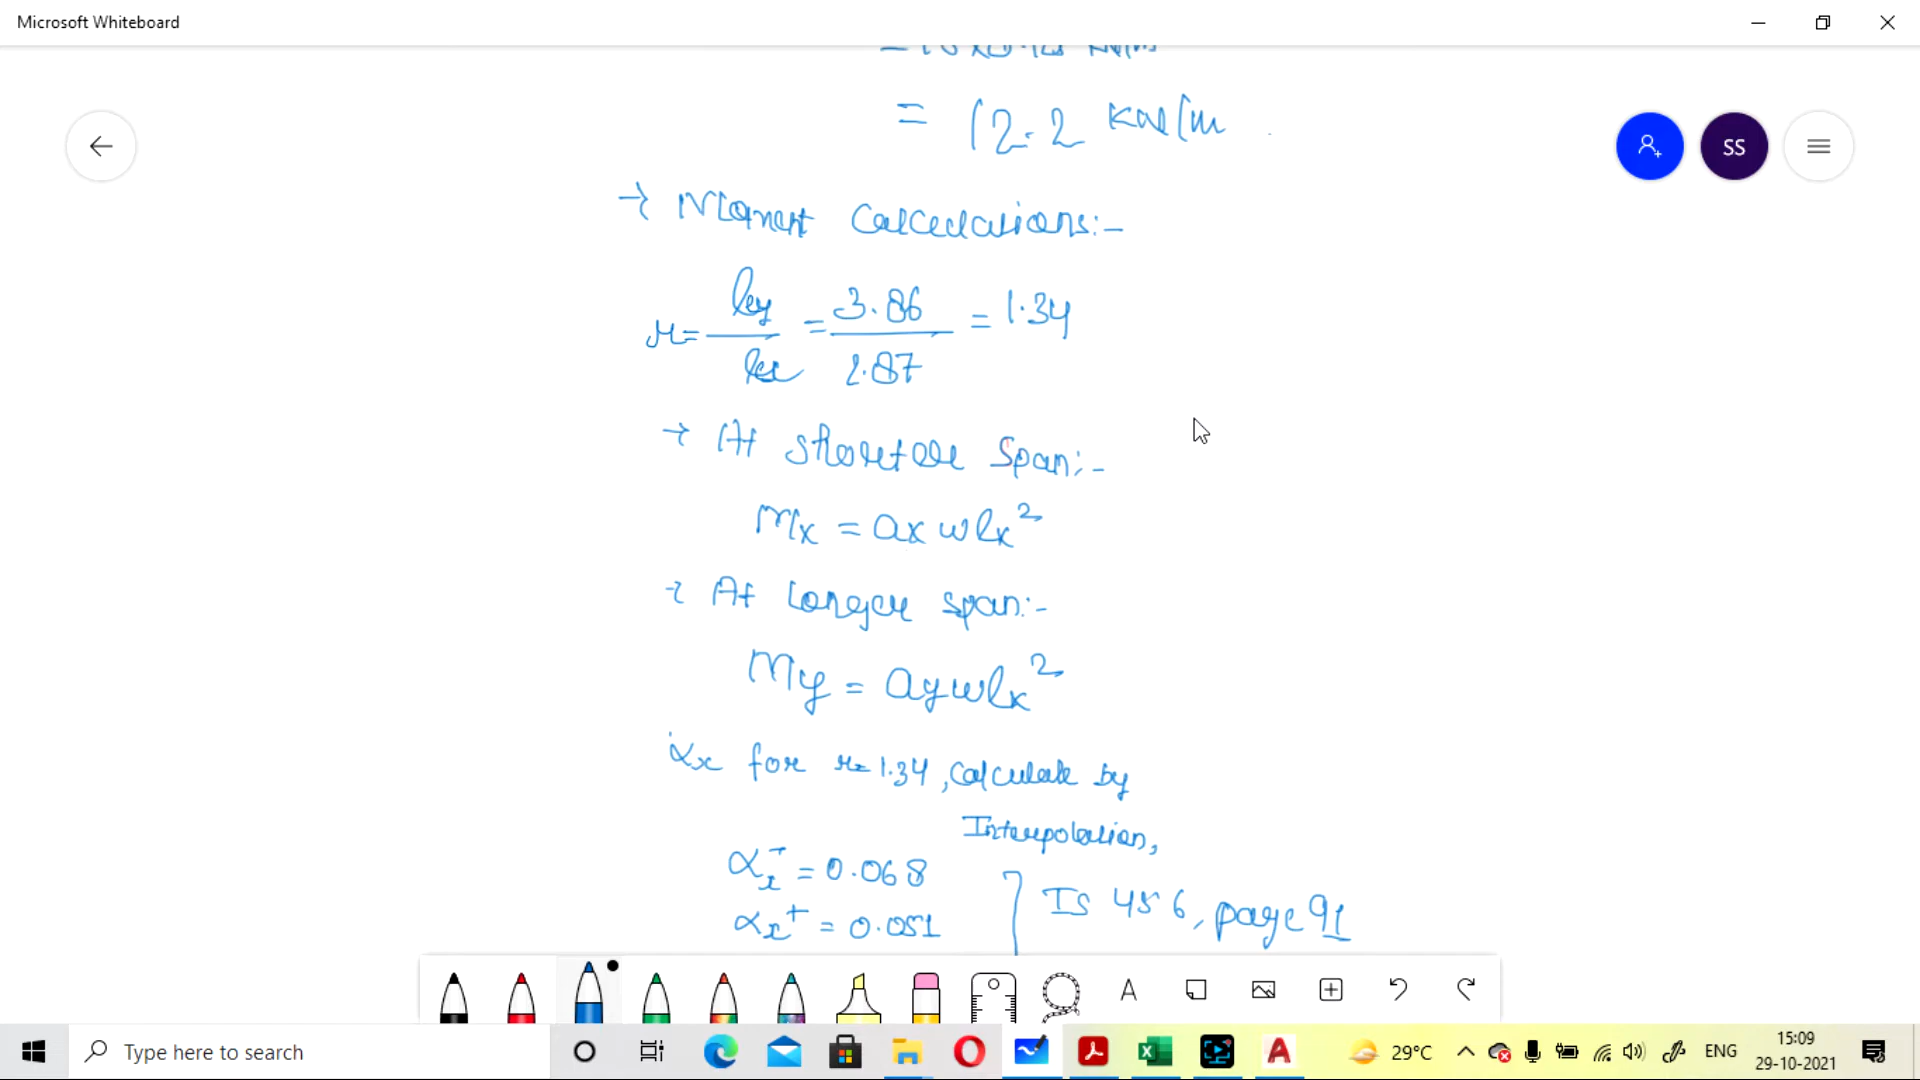 Microsoft Whiteboard
= 12.2 KN/m
SS
→ Moment Calculations:-
r = ley / lex = 3.86 / 2.87 = 1.34
→ At shorter Span:-
Mx = αx w lx²
→ At Longer span:-
My = αy w lx²
αx for r = 1.34, Calculate by
Interpolation,
αx⁻ = 0.068
αx⁺ = 0.051
} IS 456, page 91
A
Type here to search
29°C
ENG
15:09
29-10-2021